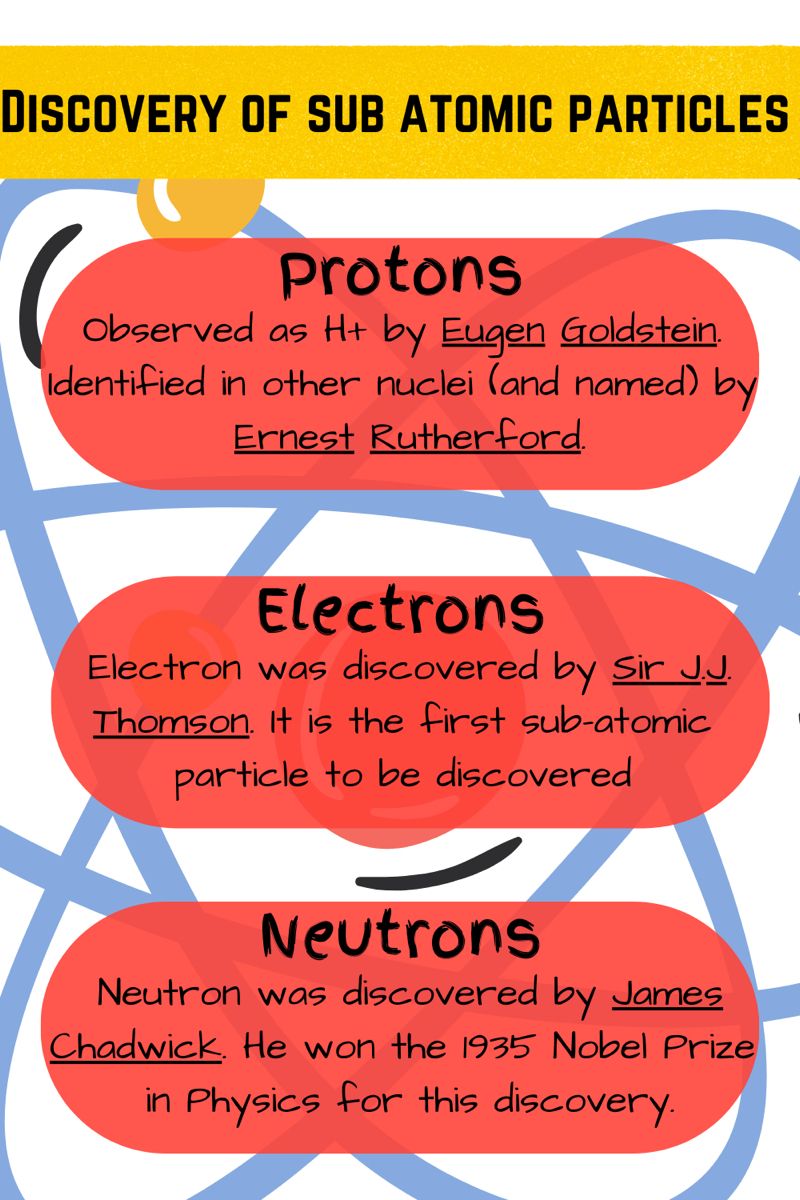 DISCOVERY OF SUB ATOMIC PARTICLES
Protons
Observed as H+ by Eugen Goldstein.
Identified in other nuclei (and named) by
Ernest Rutherford.
Electrons
Electron was discovered by Sir J.J.
Thomson. It is the first sub-atomic
particle to be discovered
Neutrons
Neutron was discovered by James
Chadwick. He won the 1935 Nobel Prize
in Physics for this discovery.